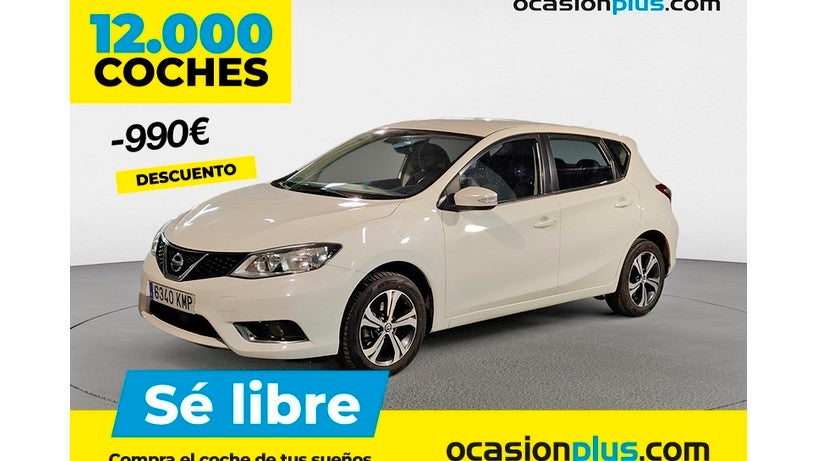 ocasionplus.com
12.000
COCHES
-990€
DESCUENTO
6340 KMP
Sé libre
Compra el coche de tus sueños
ocasionplus.com